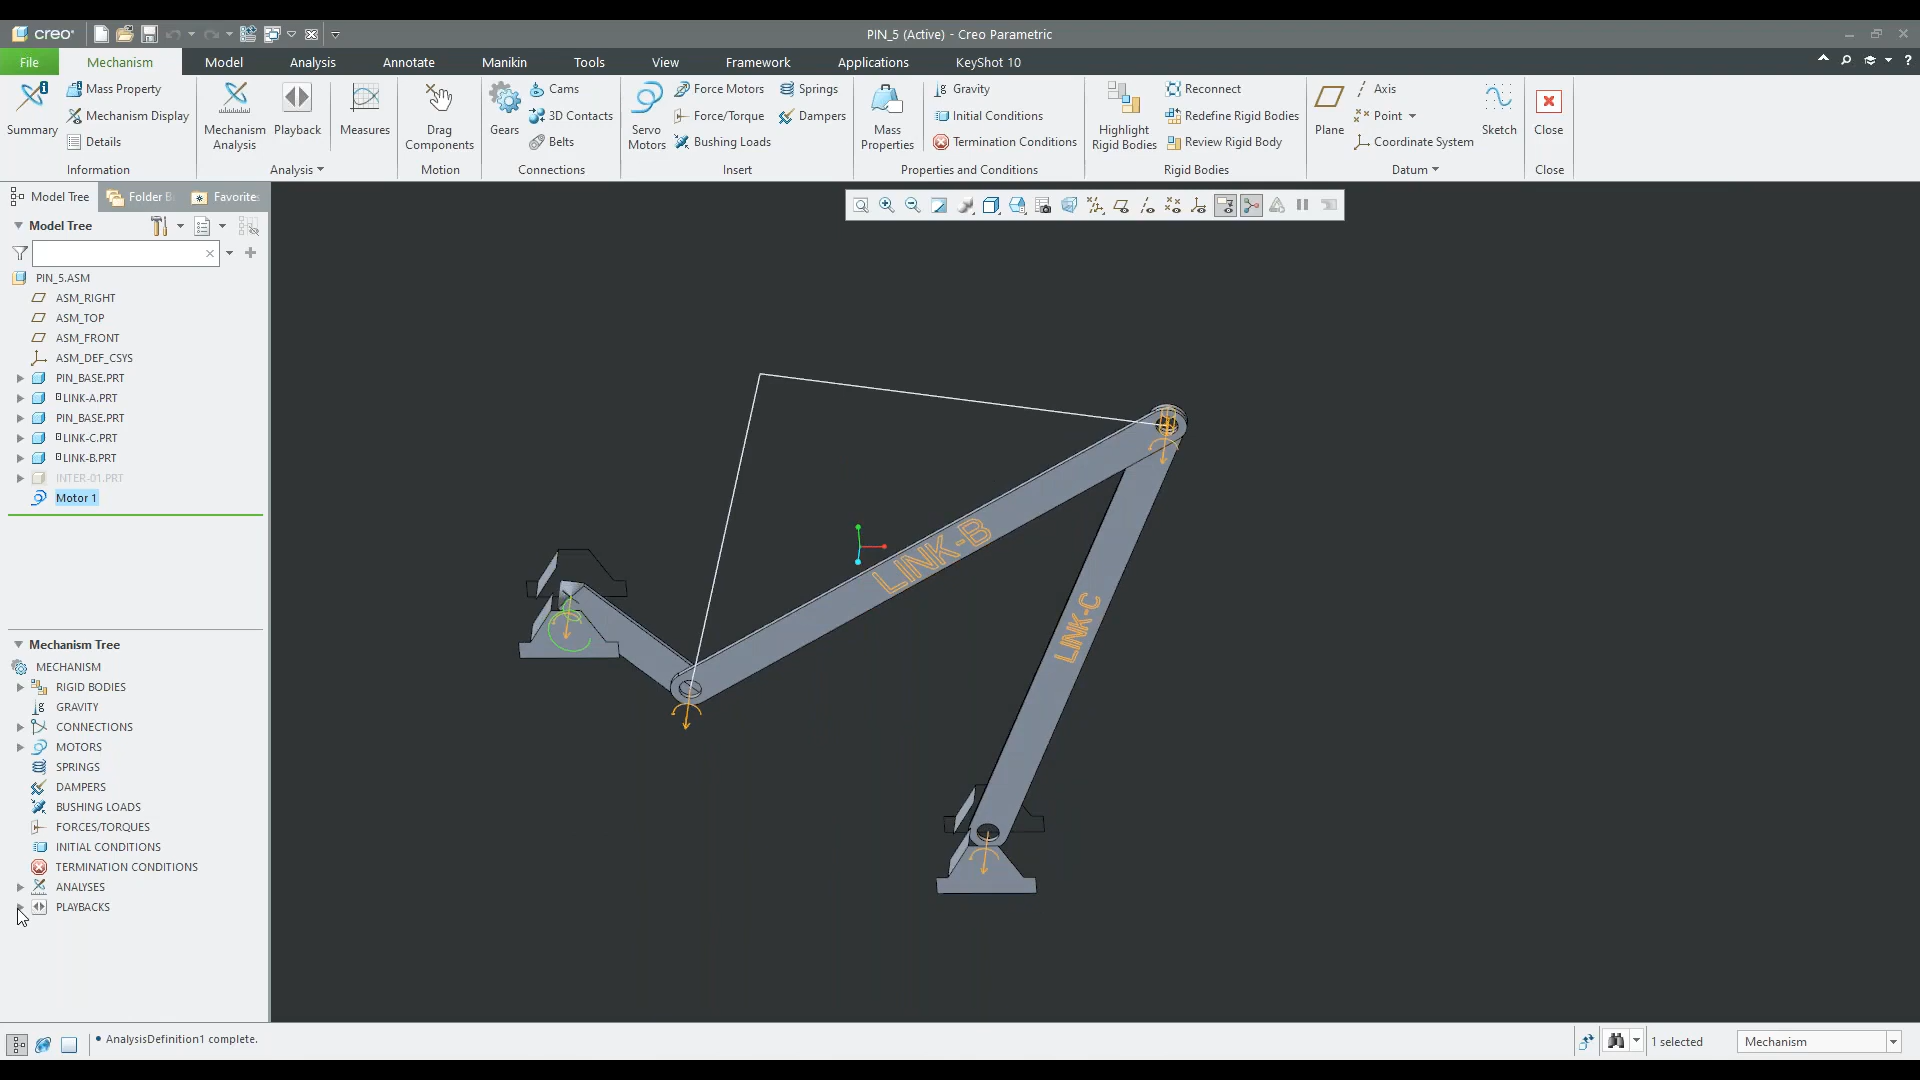 creo
PIN_5 (Active) - Creo Parametric
File
Mechanism
Model
Analysis
Annotate
Manikin
Tools
View
Framework
Applications
KeyShot 10
Summary
Mass Property
Mechanism Display
Details
Information
Mechanism
Analysis
Playback
Measures
Analysis
Drag
Components
Motion
Gears
Cams
3D Contacts
Belts
Connections
Servo
Motors
Force Motors
Force/Torque
Bushing Loads
Springs
Dampers
Insert
Mass
Properties
Gravity
Initial Conditions
Termination Conditions
Properties and Conditions
Highlight
Rigid Bodies
Reconnect
Redefine Rigid Bodies
Review Rigid Body
Rigid Bodies
Plane
Axis
Point
Coordinate System
Sketch
Datum
Close
Close
Model Tree
Folder B
Favorites
Model Tree
PIN_5.ASM
ASM_RIGHT
ASM_TOP
ASM_FRONT
ASM_DEF_CSYS
PIN_BASE.PRT
LINK-A.PRT
PIN_BASE.PRT
LINK-C.PRT
LINK-B.PRT
INTER-01.PRT
Motor 1
Mechanism Tree
MECHANISM
RIGID BODIES
GRAVITY
CONNECTIONS
MOTORS
SPRINGS
DAMPERS
BUSHING LOADS
FORCES/TORQUES
INITIAL CONDITIONS
TERMINATION CONDITIONS
ANALYSES
PLAYBACKS
LINK-B
LINK-C
• AnalysisDefinition1 complete.
1 selected
Mechanism